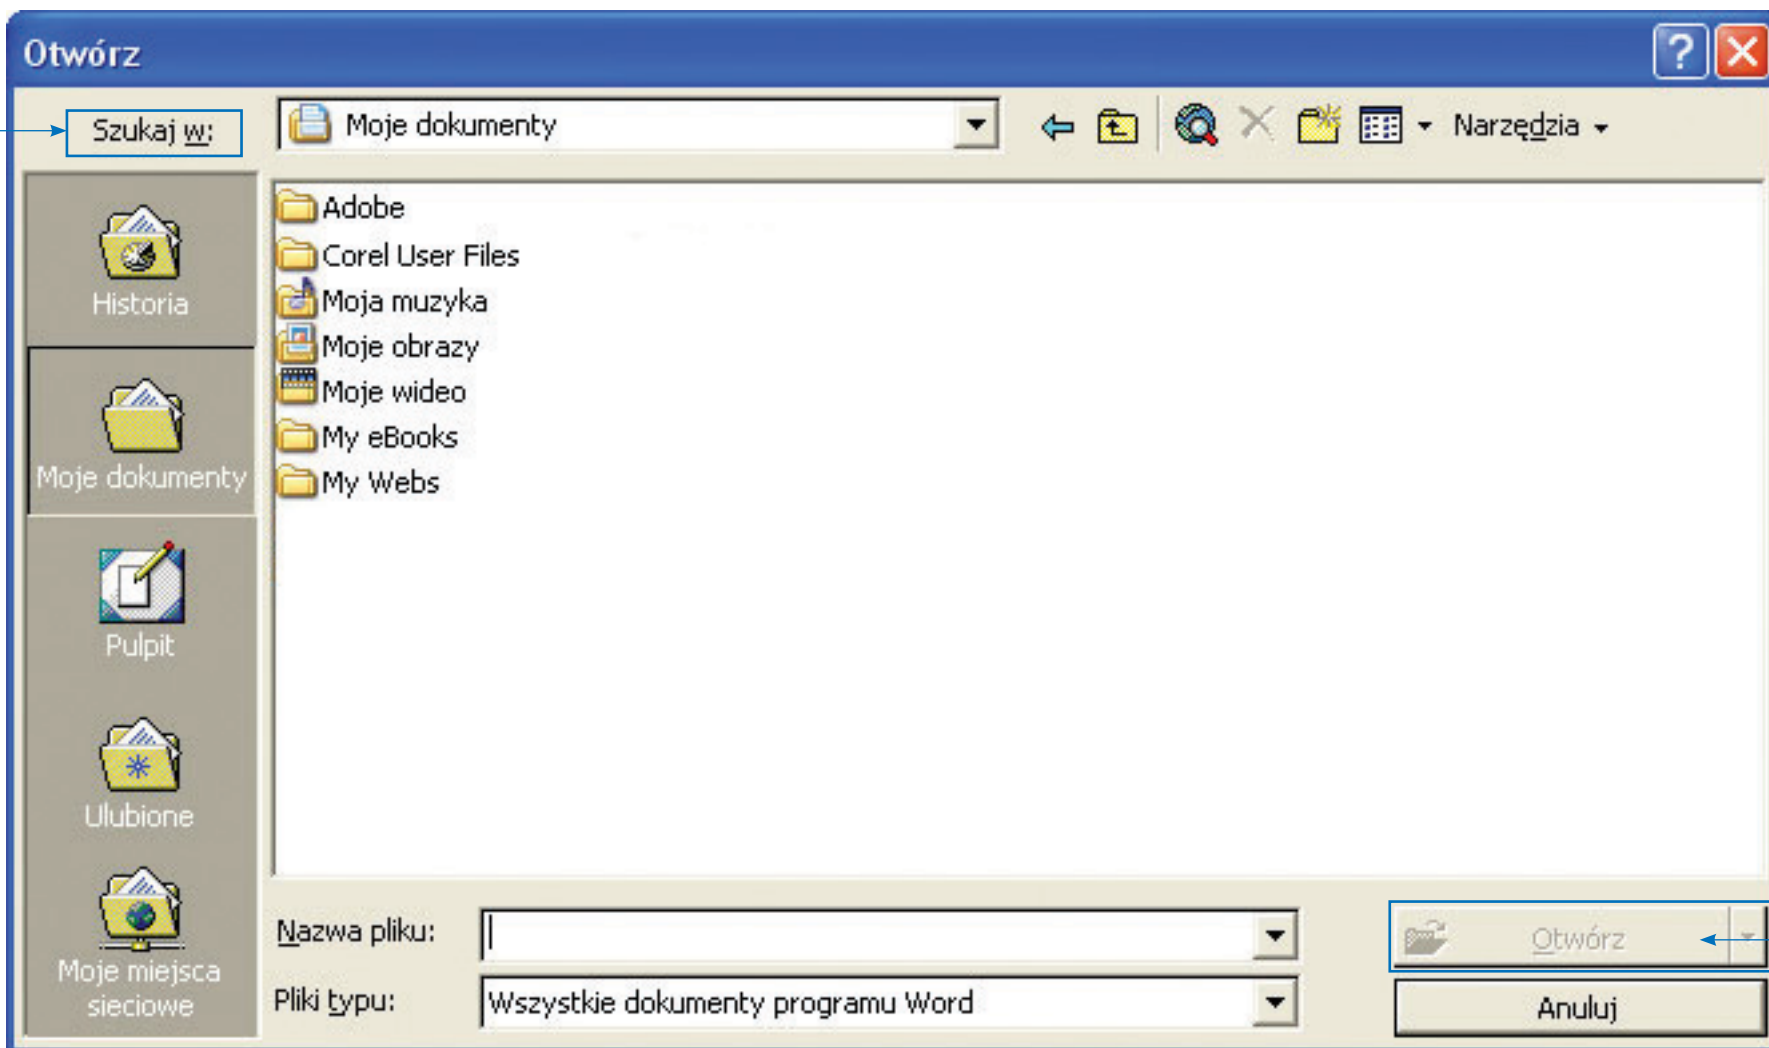 Otwórz
Szukaj w:
Moje dokumenty
Narzędzia
Historia
Moje dokumenty
Pulpit
Ulubione
Moje miejsca
sieciowe
Adobe
Corel User Files
Moja muzyka
Moje obrazy
Moje wideo
My eBooks
My Webs
Nazwa pliku:
Otwórz
Pliki typu:
Wszystkie dokumenty programu Word
Anuluj